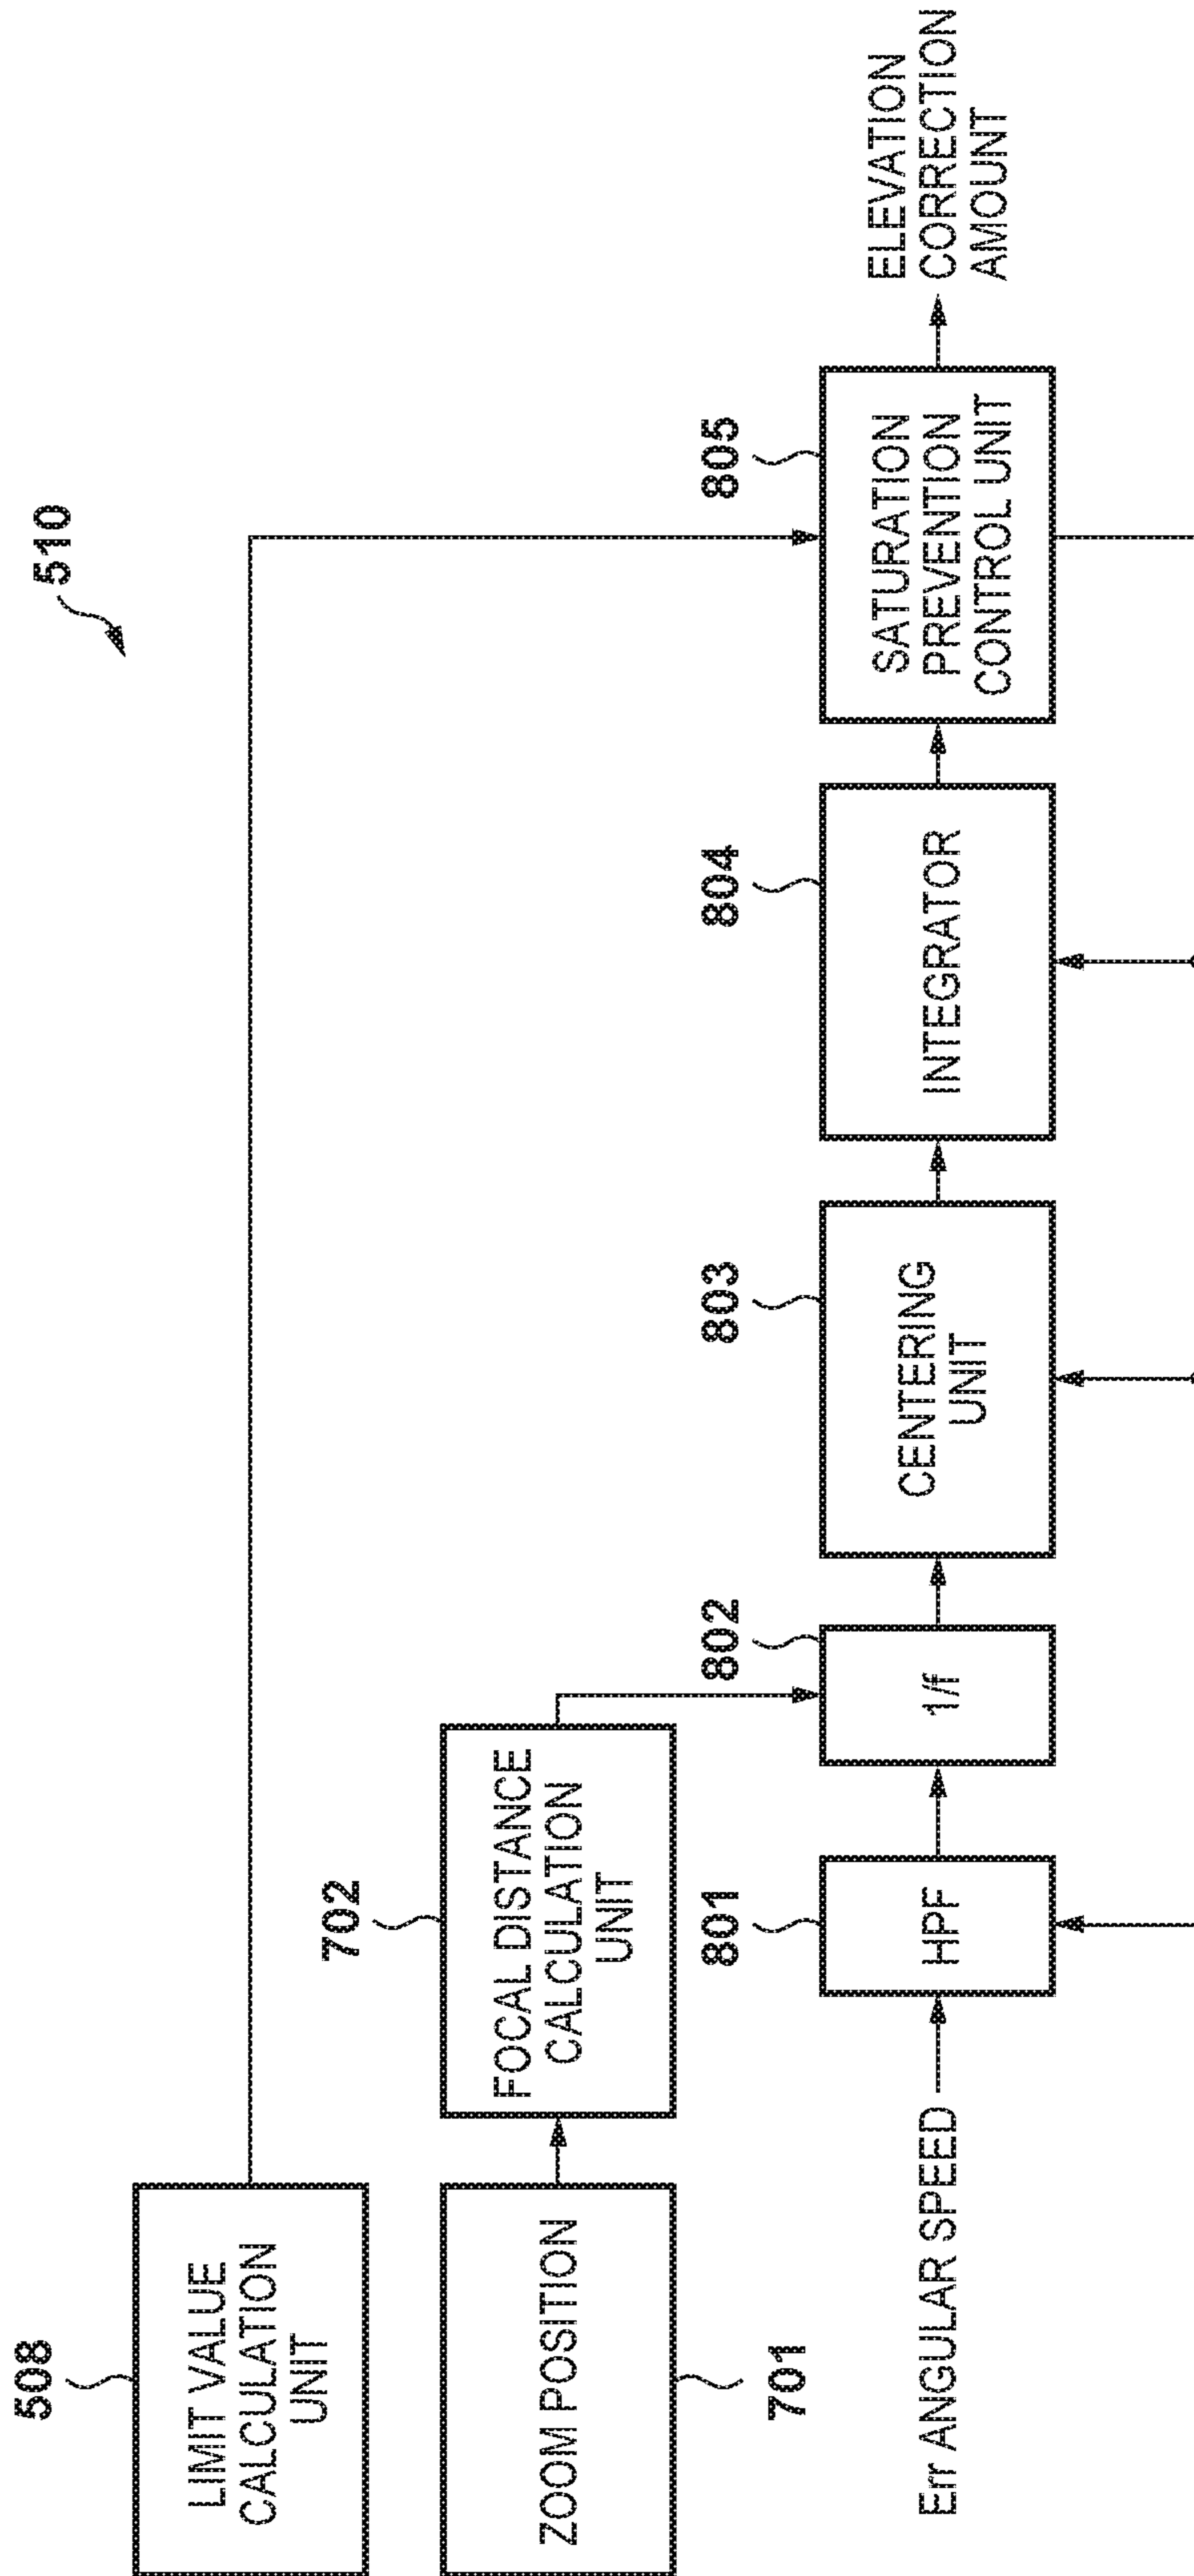 510
508
LIMIT VALUE
CALCULATION
UNIT
ZOOM POSITION
701
702
FOCAL DISTANCE
CALCULATION
UNIT
Err ANGULAR SPEED
801
HPF
802
1/f
803
CENTERING
UNIT
804
INTEGRATOR
805
SATURATION
PREVENTION
CONTROL UNIT
ELEVATION
CORRECTION
AMOUNT